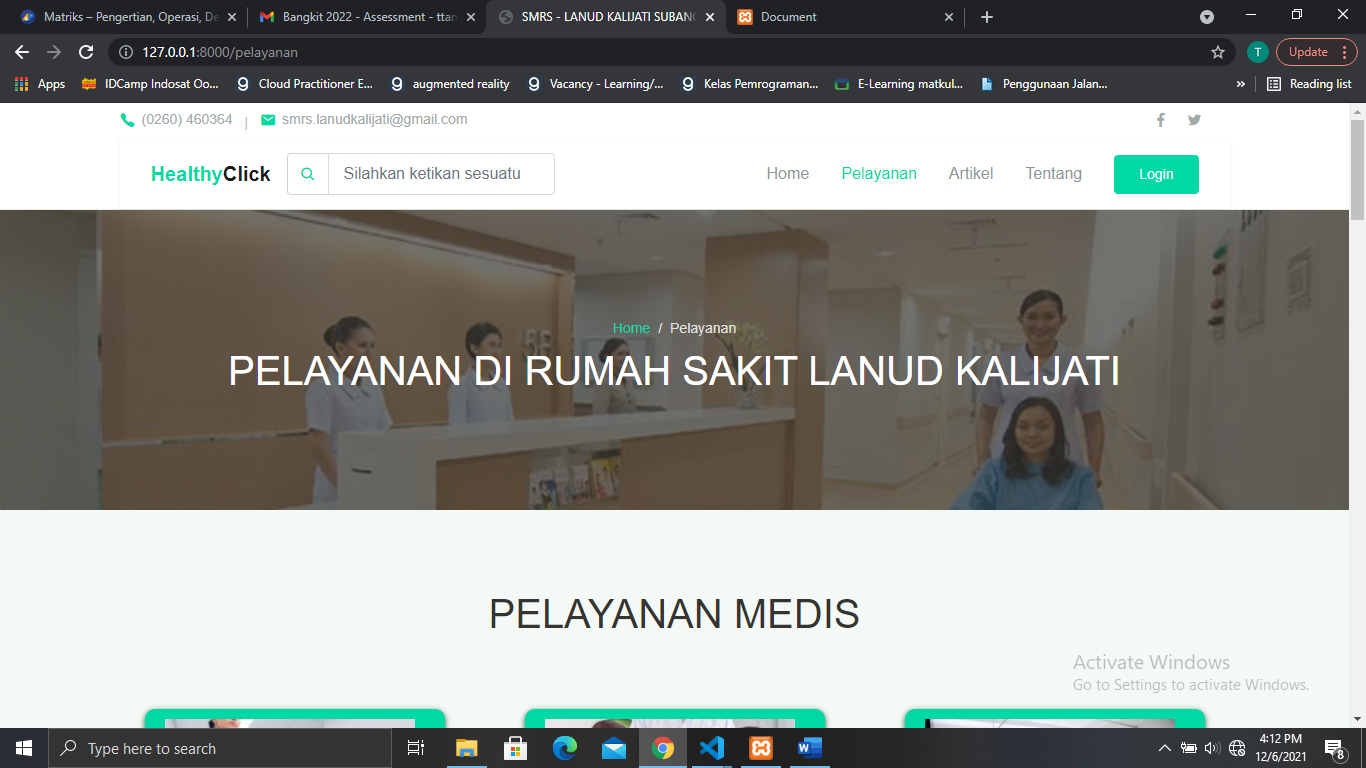 Matriks – Pengertian, Operasi, De
Bangkit 2022 - Assessment - ttan
SMRS - LANUD KALIJATI SUBANG
Document
127.0.0.1:8000/pelayanan
T
Update
Apps
IDCamp Indosat Oo...
Cloud Practitioner E...
augmented reality
Vacancy - Learning/...
Kelas Pemrograman...
E-Learning matkul...
Penggunaan Jalan...
»
Reading list
(0260) 460364 | smrs.lanudkalijati@gmail.com
HealthyClick
Silahkan ketikan sesuatu
Home
Pelayanan
Artikel
Tentang
Login
Home / Pelayanan
PELAYANAN DI RUMAH SAKIT LANUD KALIJATI
PELAYANAN MEDIS
Activate Windows
Go to Settings to activate Windows.
Type here to search
4:12 PM
12/6/2021
8